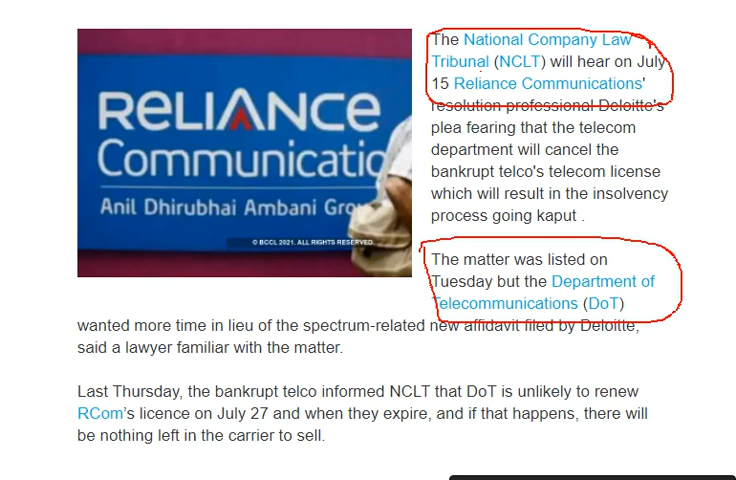 RELIANCE
Communicatio
Anil Dhirubhai Ambani Gro
© BCCL 2021. ALL RIGHTS RESERVED.
The National Company Law
Tribunal (NCLT) will hear on July
15 Reliance Communications'
resolution professional Deloitte's
plea fearing that the telecom
department will cancel the
bankrupt telco's telecom license
which will result in the insolvency
process going kaput .
The matter was listed on
Tuesday but the Department of
Telecommunications (DoT)
wanted more time in lieu of the spectrum-related new affidavit filed by Deloitte,
said a lawyer familiar with the matter.
Last Thursday, the bankrupt telco informed NCLT that DoT is unlikely to renew
RCom's licence on July 27 and when they expire, and if that happens, there will
be nothing left in the carrier to sell.